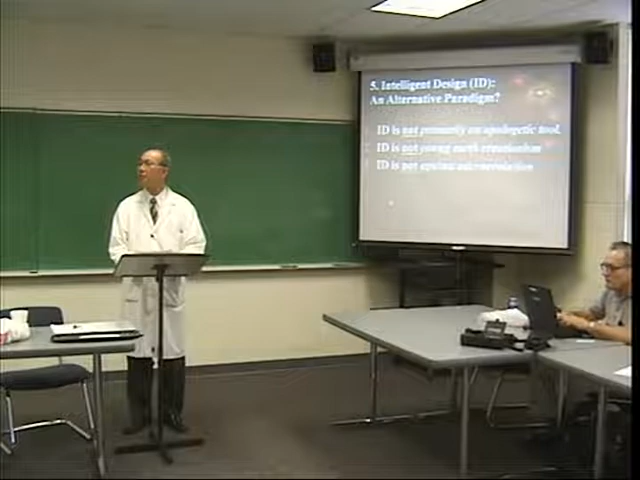 5. Intelligent Design (ID):
An Alternative Paradigm?
ID is not primarily an apologetic tool.
ID is not young earth creationism
ID is not against microevolution